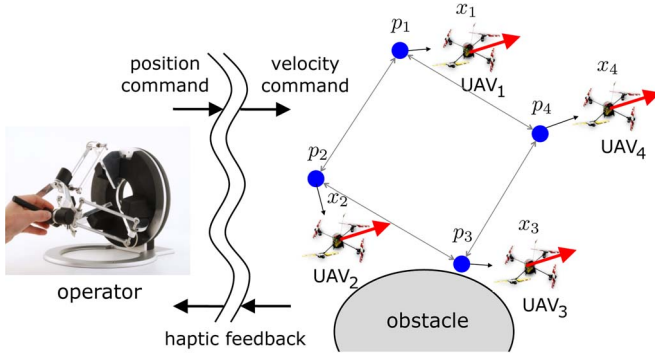 position command
velocity command
p₁
x₁
UAV₁
x₄
p₄
UAV₄
p₂
x₂
UAV₂
p₃
x₃
UAV₃
operator
haptic feedback
obstacle